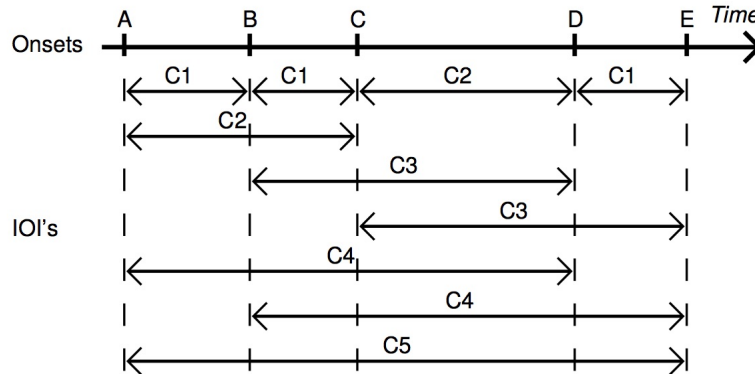 A B C D E Time
Onsets
C1 C1 C2 C1
C2
C3
C3
IOI's
C4
C4
C5